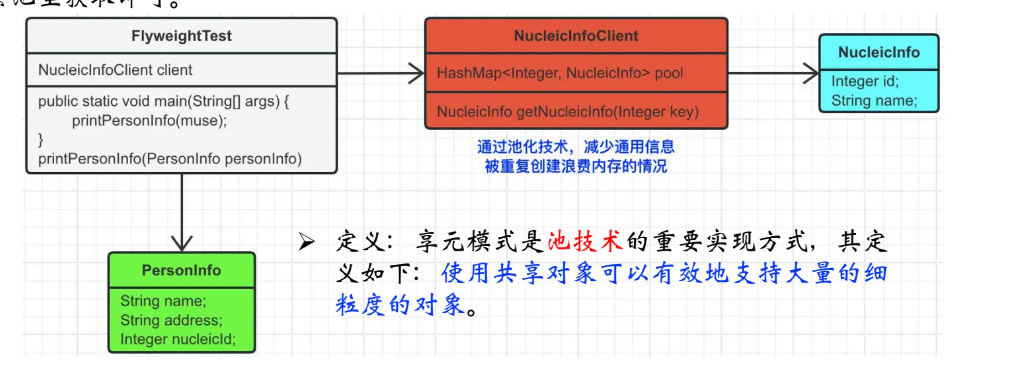 FlyweightTest
NucleicInfoClient client
public static void main(String[] args) {
printPersonInfo(muse);
}
printPersonInfo(PersonInfo personInfo)
NucleicInfoClient
HashMap<Integer, NucleicInfo> pool
NucleicInfo getNucleicInfo(Integer key)
NucleicInfo
Integer id;
String name;
通过池化技术，减少通用信息
被重复创建浪费内存的情况
PersonInfo
String name;
String address;
Integer nucleicId;
➢ 定义：享元模式是池技术的重要实现方式，其定
义如下：使用共享对象可以有效地支持大量的细
粒度的对象。